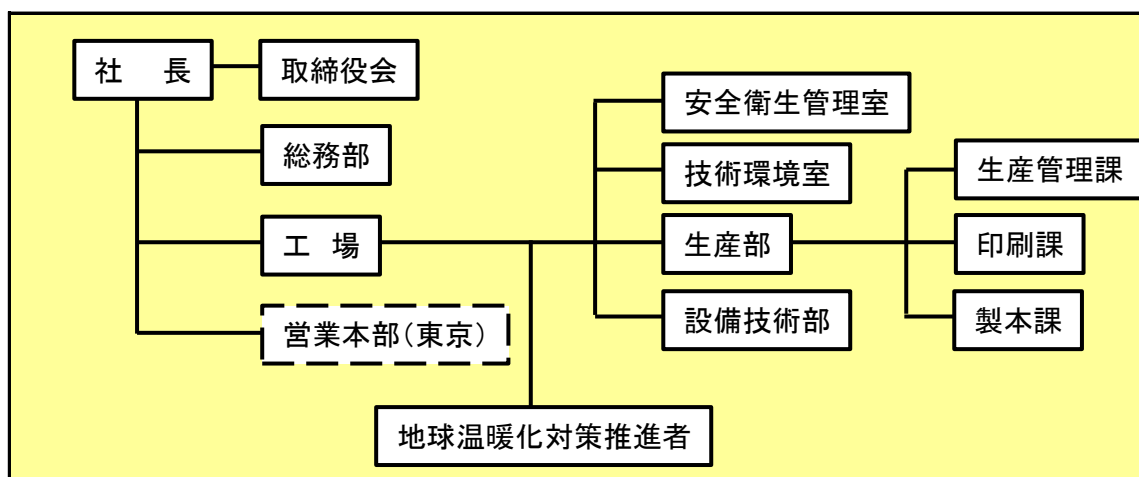 社　長
取締役会
総務部
工　場
営業本部（東京）
地球温暖化対策推進者
安全衛生管理室
技術環境室
生産部
設備技術部
生産管理課
印刷課
製本課